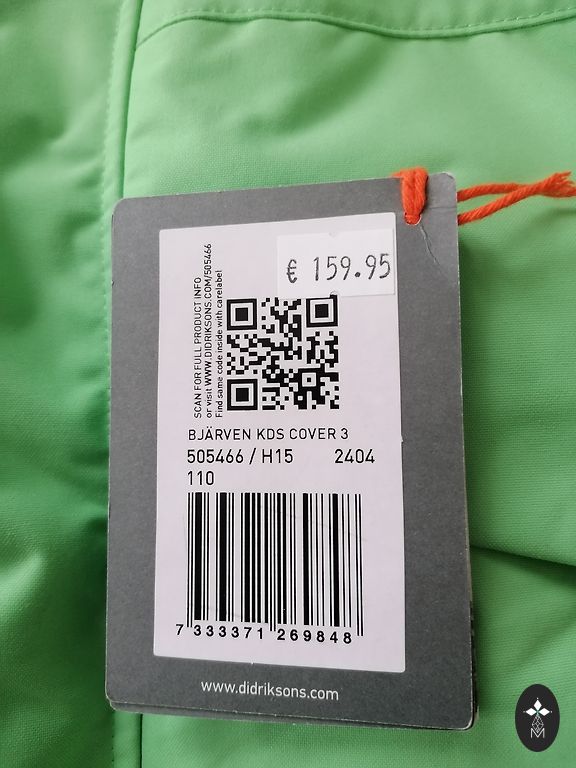 € 159.95
SCAN FOR FULL PRODUCT INFO
or visit WWW.DIDRIKSONS.COM/505466
Find same code inside with carelabel
BJÄRVEN KDS COVER 3
505466 / H15 2404
110
7 333371 269848
www.didriksons.com
M